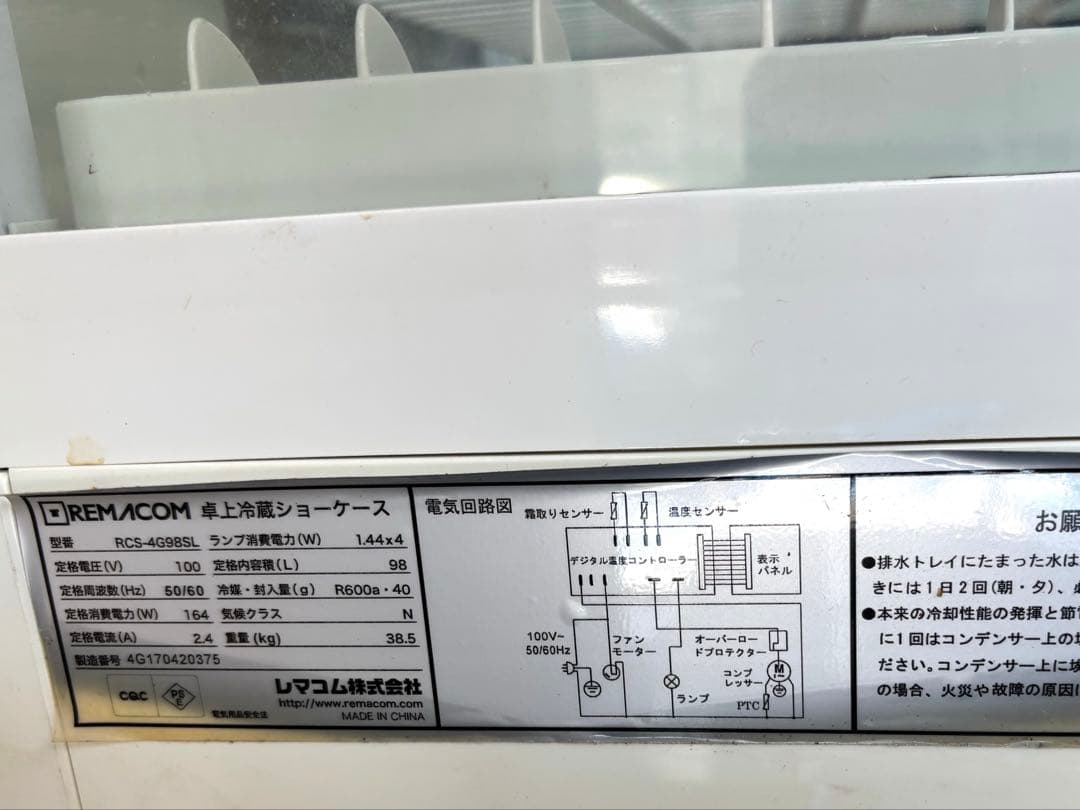 REMACOM 卓上冷蔵ショーケース
型番 RCS-4G98SL ランプ消費電力(W) 1.44x4
定格電圧(V) 100 定格内容積(L) 98
定格周波数(Hz) 50/60 冷媒・封入量(g) R600a・40
定格消費電力(W) 164 気候クラス N
定格電流(A) 2.4 重量(kg) 38.5
製造番号 4G170420375
CQC
PS
E
電気用品安全法
レマコム株式会社
http://www.remacom.com
MADE IN CHINA
電気回路図
霜取りセンサー
温度センサー
デジタル温度コントローラー
表示
パネル
100V~
50/60Hz
ファン
モーター
ランプ
オーバーロー
ドプロテクター
コンプ
レッサー
M
PTC
お願
●排水トレイにたまった水は
きには1日2回(朝・夕)、
●本来の冷却性能の発揮と節
に1回はコンデンサー上の
ださい。コンデンサー上に埃
の場合、火災や故障の原因に